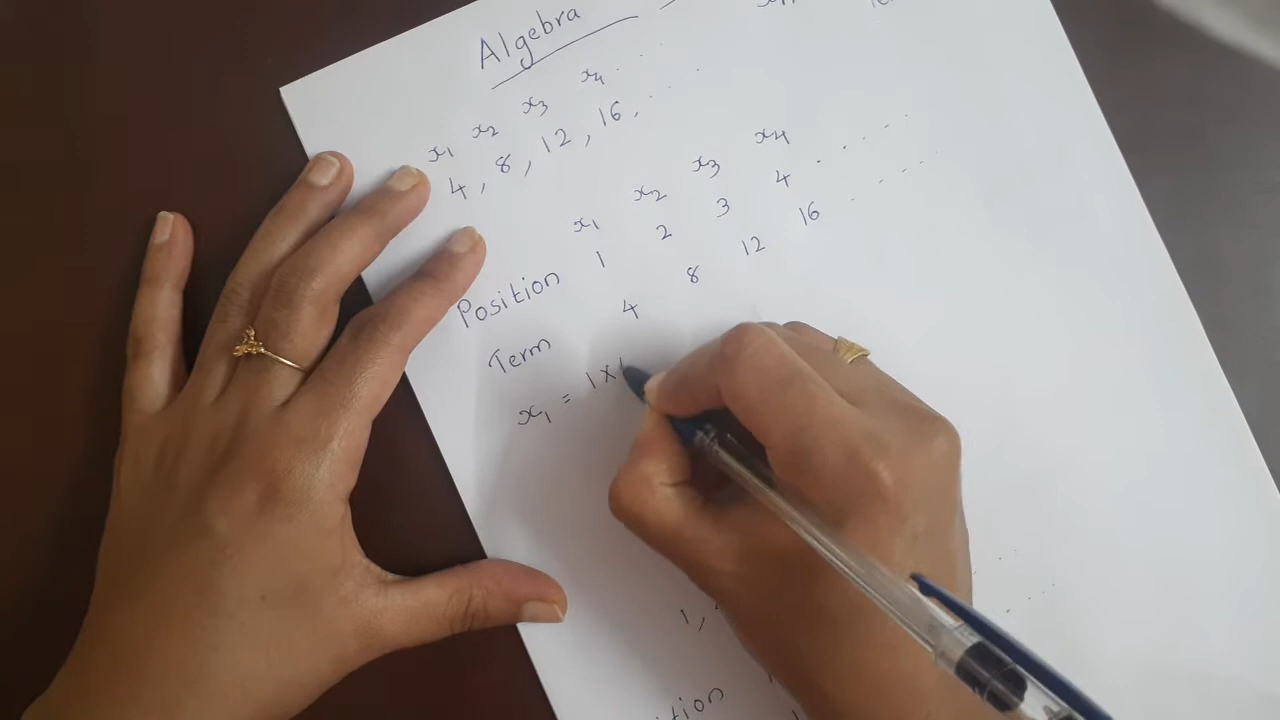 Algebra
x₁ x₂ x₃ x₄ . . .
4, 8, 12, 16, . . .
x₁ x₂ x₃ x₄
Position 1 2 3 4 . . . . . .
Term 4 8 12 16 . . . . .
x₁ = 1 ×
1,